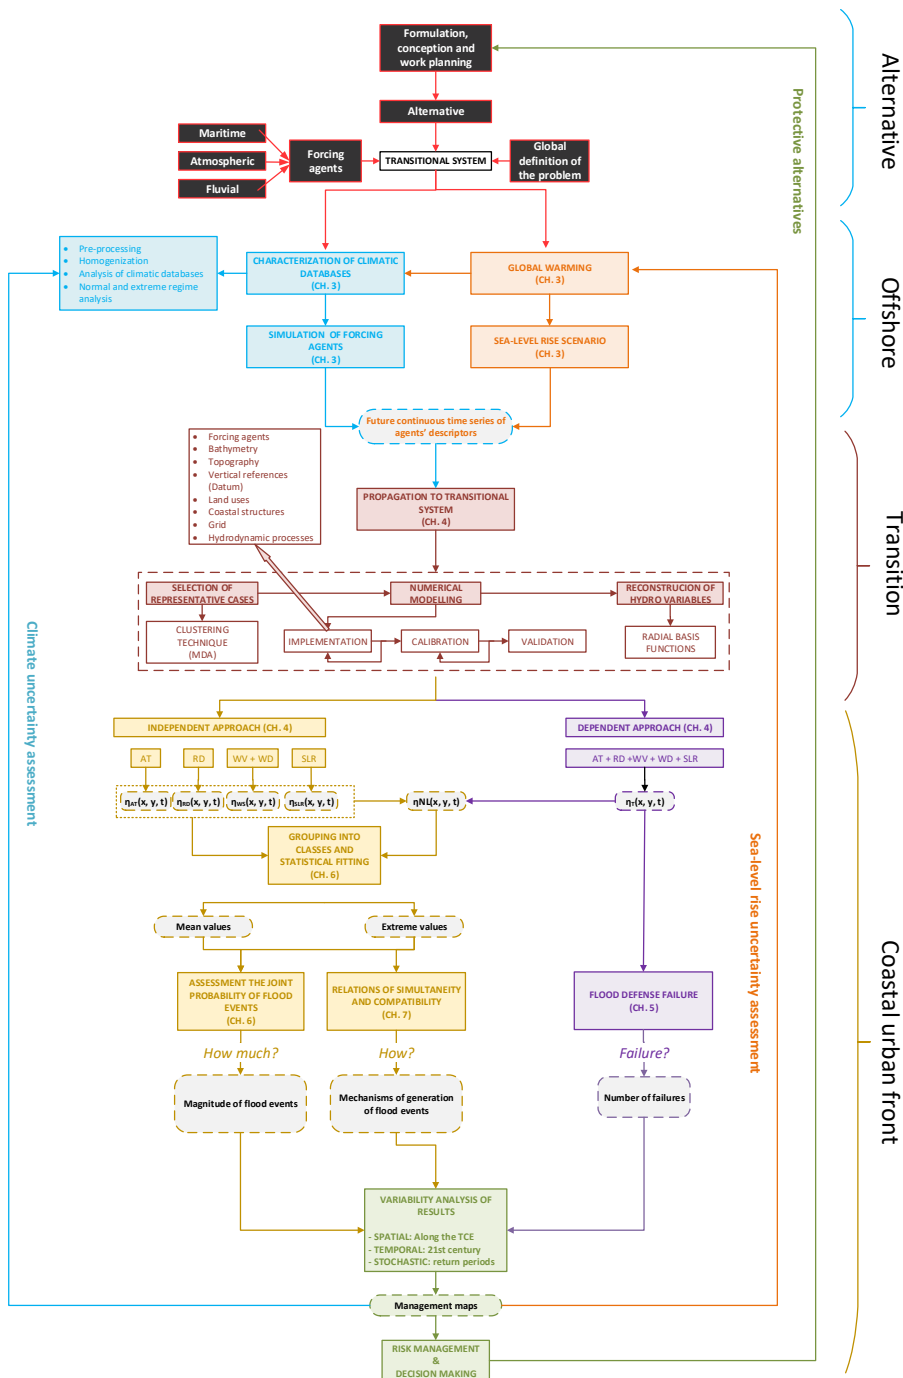 Formulation,
conception and
work planning
Alternative
Maritime
Atmospheric
Fluvial
Forcing
agents
TRANSITIONAL SYSTEM
Global
definition of
the problem
Protective alternatives
Alternative
• Pre-processing
• Homogenization
• Analysis of climatic databases
• Normal and extreme regime
analysis
CHARACTERIZATION OF CLIMATIC
DATABASES
(CH. 3)
GLOBAL WARMING
(CH. 3)
SIMULATION OF FORCING
AGENTS
(CH. 3)
SEA-LEVEL RISE SCENARIO
(CH. 3)
Future continuous time series of
agents' descriptors
Offshore
• Forcing agents
• Bathymetry
• Topography
• Vertical references
(Datum)
• Land uses
• Coastal structures
• Grid
• Hydrodynamic processes
PROPAGATION TO TRANSITIONAL
SYSTEM
(CH. 4)
SELECTION OF
REPRESENTATIVE CASES
NUMERICAL
MODELLING
RECONSTRUCION OF
HYDRO VARIABLES
CLUSTERING
TECHNIQUE
(MDA)
IMPLEMENTATION
CALIBRATION
VALIDATION
RADIAL BASIS
FUNCTIONS
Transition
Climate uncertainty assessment
INDEPENDENT APPROACH (CH. 4)
DEPENDENT APPROACH (CH. 4)
AT
RD
WV + WD
SLR
AT + RD +WV + WD + SLR
ηAT(x, y, t)
ηRD(x, y, t)
ηWS(x, y, t)
ηSLR(x, y, t)
ηNL(x, y, t)
ηT(x, y, t)
GROUPING INTO
CLASSES AND
STATISTICAL FITTING
(CH. 6)
Sea-level rise uncertainty assessment
Mean values
Extreme values
ASSESSMENT THE JOINT
PROBABILITY OF FLOOD
EVENTS
(CH. 6)
RELATIONS OF SIMULTANEITY
AND COMPATIBILITY
(CH. 7)
FLOOD DEFENSE FAILURE
(CH. 5)
How much?
How?
Failure?
Magnitude of flood events
Mechanisms of generation
of flood events
Number of failures
Coastal urban front
VARIABILITY ANALYSIS OF
RESULTS
- SPATIAL: Along the TCE
- TEMPORAL: 21st century
- STOCHASTIC: return periods
Management maps
RISK MANAGEMENT
&
DECISION MAKING